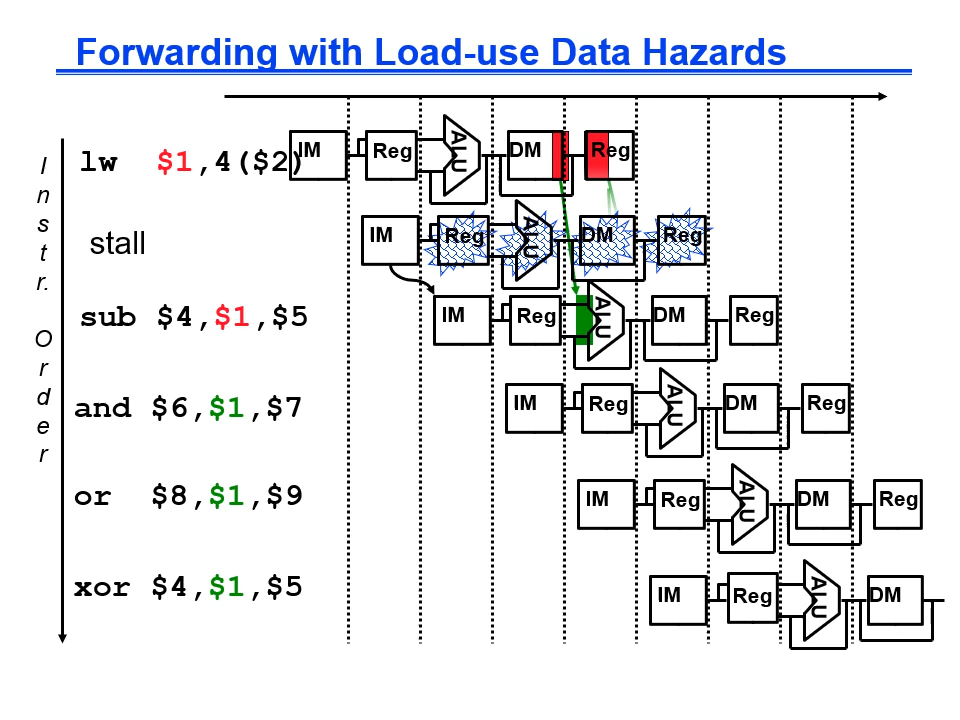 Forwarding with Load-use Data Hazards
Instr. Order
lw $1,4($2) IM Reg ALU DM Reg
stall IM Reg ALU DM Reg
sub $4,$1,$5 IM Reg ALU DM Reg
and $6,$1,$7 IM Reg ALU DM Reg
or $8,$1,$9 IM Reg ALU DM Reg
xor $4,$1,$5 IM Reg ALU DM